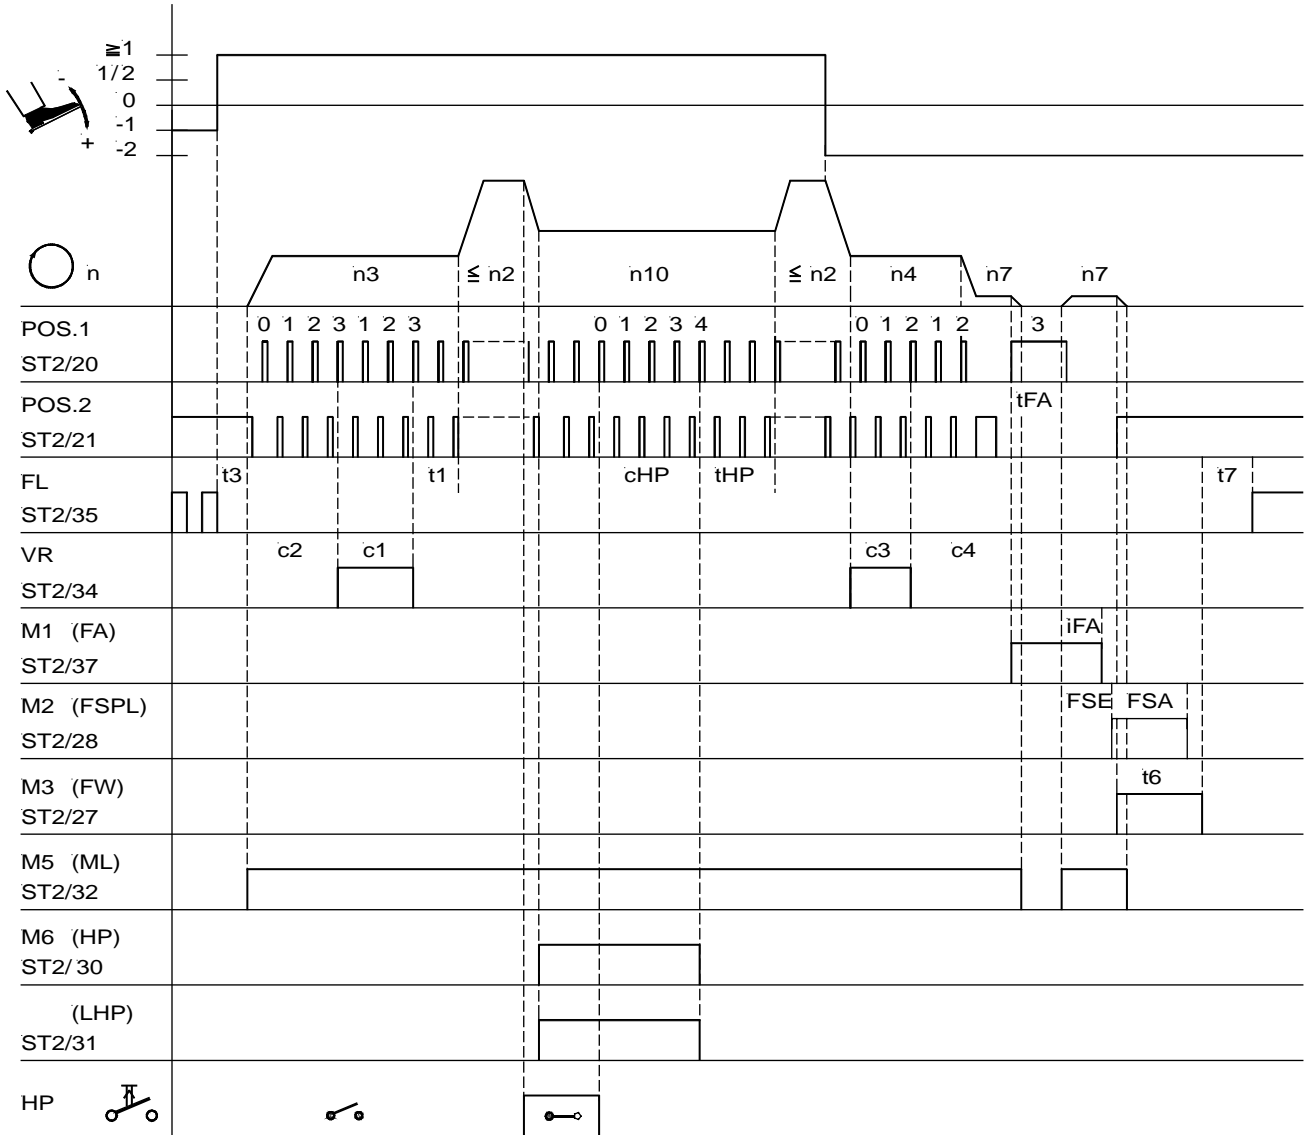 ≧1
1/2
-
0
-1
+
-2
n
n3
≦ n2
n10
≦ n2
n4
n7
n7
POS.1
0 1 2 3 1 2 3
0 1 2 3 4
0 1 2 1 2
3
ST2/20
POS.2
tFA
ST2/21
FL
t3
t1
cHP
tHP
t7
ST2/35
VR
c2
c1
c3
c4
ST2/34
M1 (FA)
iFA
ST2/37
M2 (FSPL)
FSE
FSA
ST2/28
M3 (FW)
t6
ST2/27
M5 (ML)
ST2/32
M6 (HP)
ST2/ 30
(LHP)
ST2/31
HP